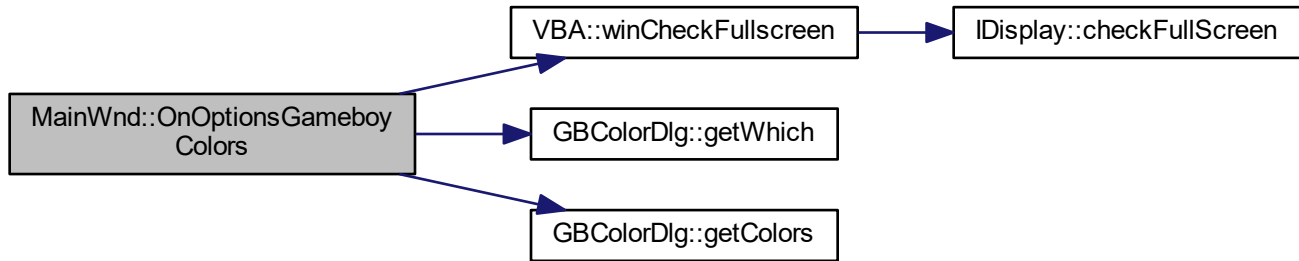 VBA::winCheckFullscreen
IDisplay::checkFullScreen
MainWnd::OnOptionsGameboy
Colors
GBColorDlg::getWhich
GBColorDlg::getColors